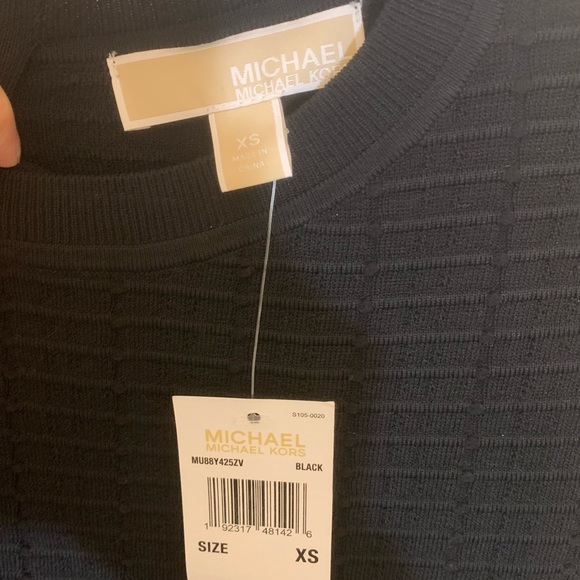 MICHAEL
MICHAEL KORS
XS
MADE IN
CHINA
S105-0020
MICHAEL
MICHAEL KORS
MU88Y425ZV BLACK
1 92317 48142 6
SIZE XS